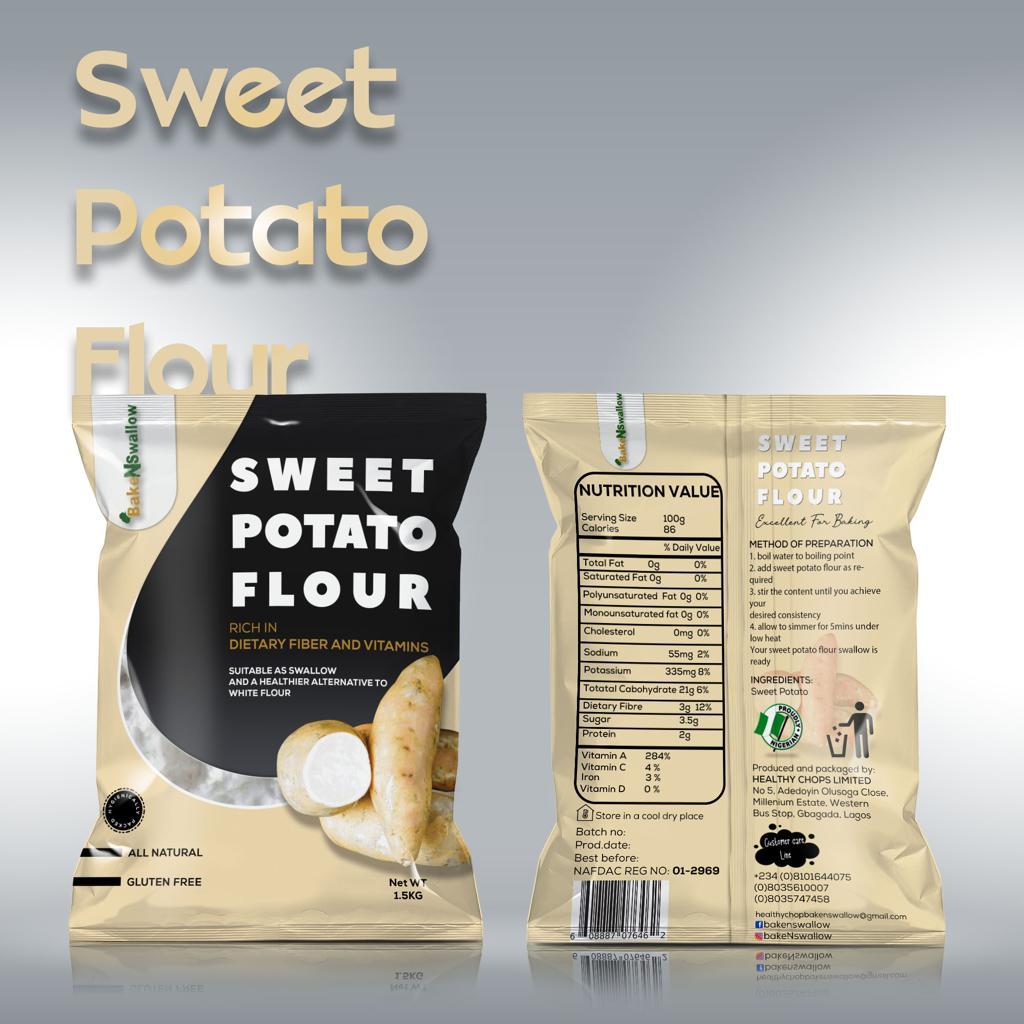 Sweet
Potato
Flour
BakeNSwallow
SWEET
POTATO
FLOUR
RICH IN
DIETARY FIBER AND VITAMINS
SUITABLE AS SWALLOW
AND A HEALTHIER ALTERNATIVE TO
WHITE FLOUR
HYGIENICALLY PACKED
ALL NATURAL
GLUTEN FREE
Net WT
1.5KG
BakeNSwallow
NUTRITION VALUE
Serving Size 100g
Calories 86
% Daily Value
Total Fat 0g 0%
Saturated Fat 0g 0%
Polyunsaturated Fat 0g 0%
Monounsaturated fat 0g 0%
Cholesterol 0mg 0%
Sodium 55mg 2%
Potassium 335mg 8%
Totatal Cabohydrate 21g 6%
Dietary Fibre 3g 12%
Sugar 3.5g
Protein 2g
Vitamin A 284%
Vitamin C 4%
Iron 3%
Vitamin D 0%
Store in a cool dry place
Batch no:
Prod.date:
Best before:
NAFDAC REG NO: 01-2969
6 08887 07646 2
SWEET
POTATO
FLOUR
Excellent For Baking
METHOD OF PREPARATION
1. boil water to boiling point
2. add sweet potato flour as re-
quired
3. stir the content until you achieve
your
desired consistency
4. allow to simmer for 5mins under
low heat
Your sweet potato flour swallow is
ready
INGREDIENTS:
Sweet Potato
PROUDLY NIGERIAN
Produced and packaged by:
HEALTHY CHOPS LIMITED
No 5, Adedoyin Olusoga Close,
Millenium Estate, Western
Bus Stop, Gbagada, Lagos
Customer care
Line
+234 (0)8101644075
(0)8035610007
(0)8035747458
healthychopbakenswallow@gmail.com
bakenswallow
bakeNswallow